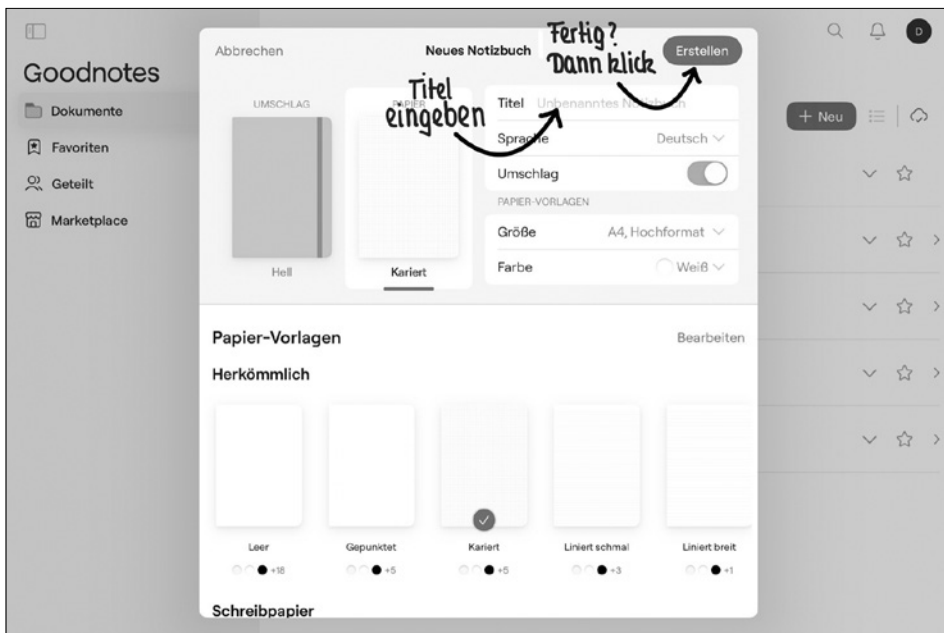 Goodnotes
Dokumente
Favoriten
Geteilt
Marketplace
D
+ Neu
Abbrechen
Neues Notizbuch
Fertig?
Dann klick
Erstellen
Titel
eingeben
UMSCHLAG
PAPIER
Hell
Kariert
Titel Unbenanntes Notizbuch
Sprache Deutsch
Umschlag
PAPIER-VORLAGEN
Größe A4, Hochformat
Farbe Weiß
Papier-Vorlagen Bearbeiten
Herkömmlich
Leer Gepunktet Kariert Liniert schmal Liniert breit
+18 +5 +5 +3 +1
Schreibpapier